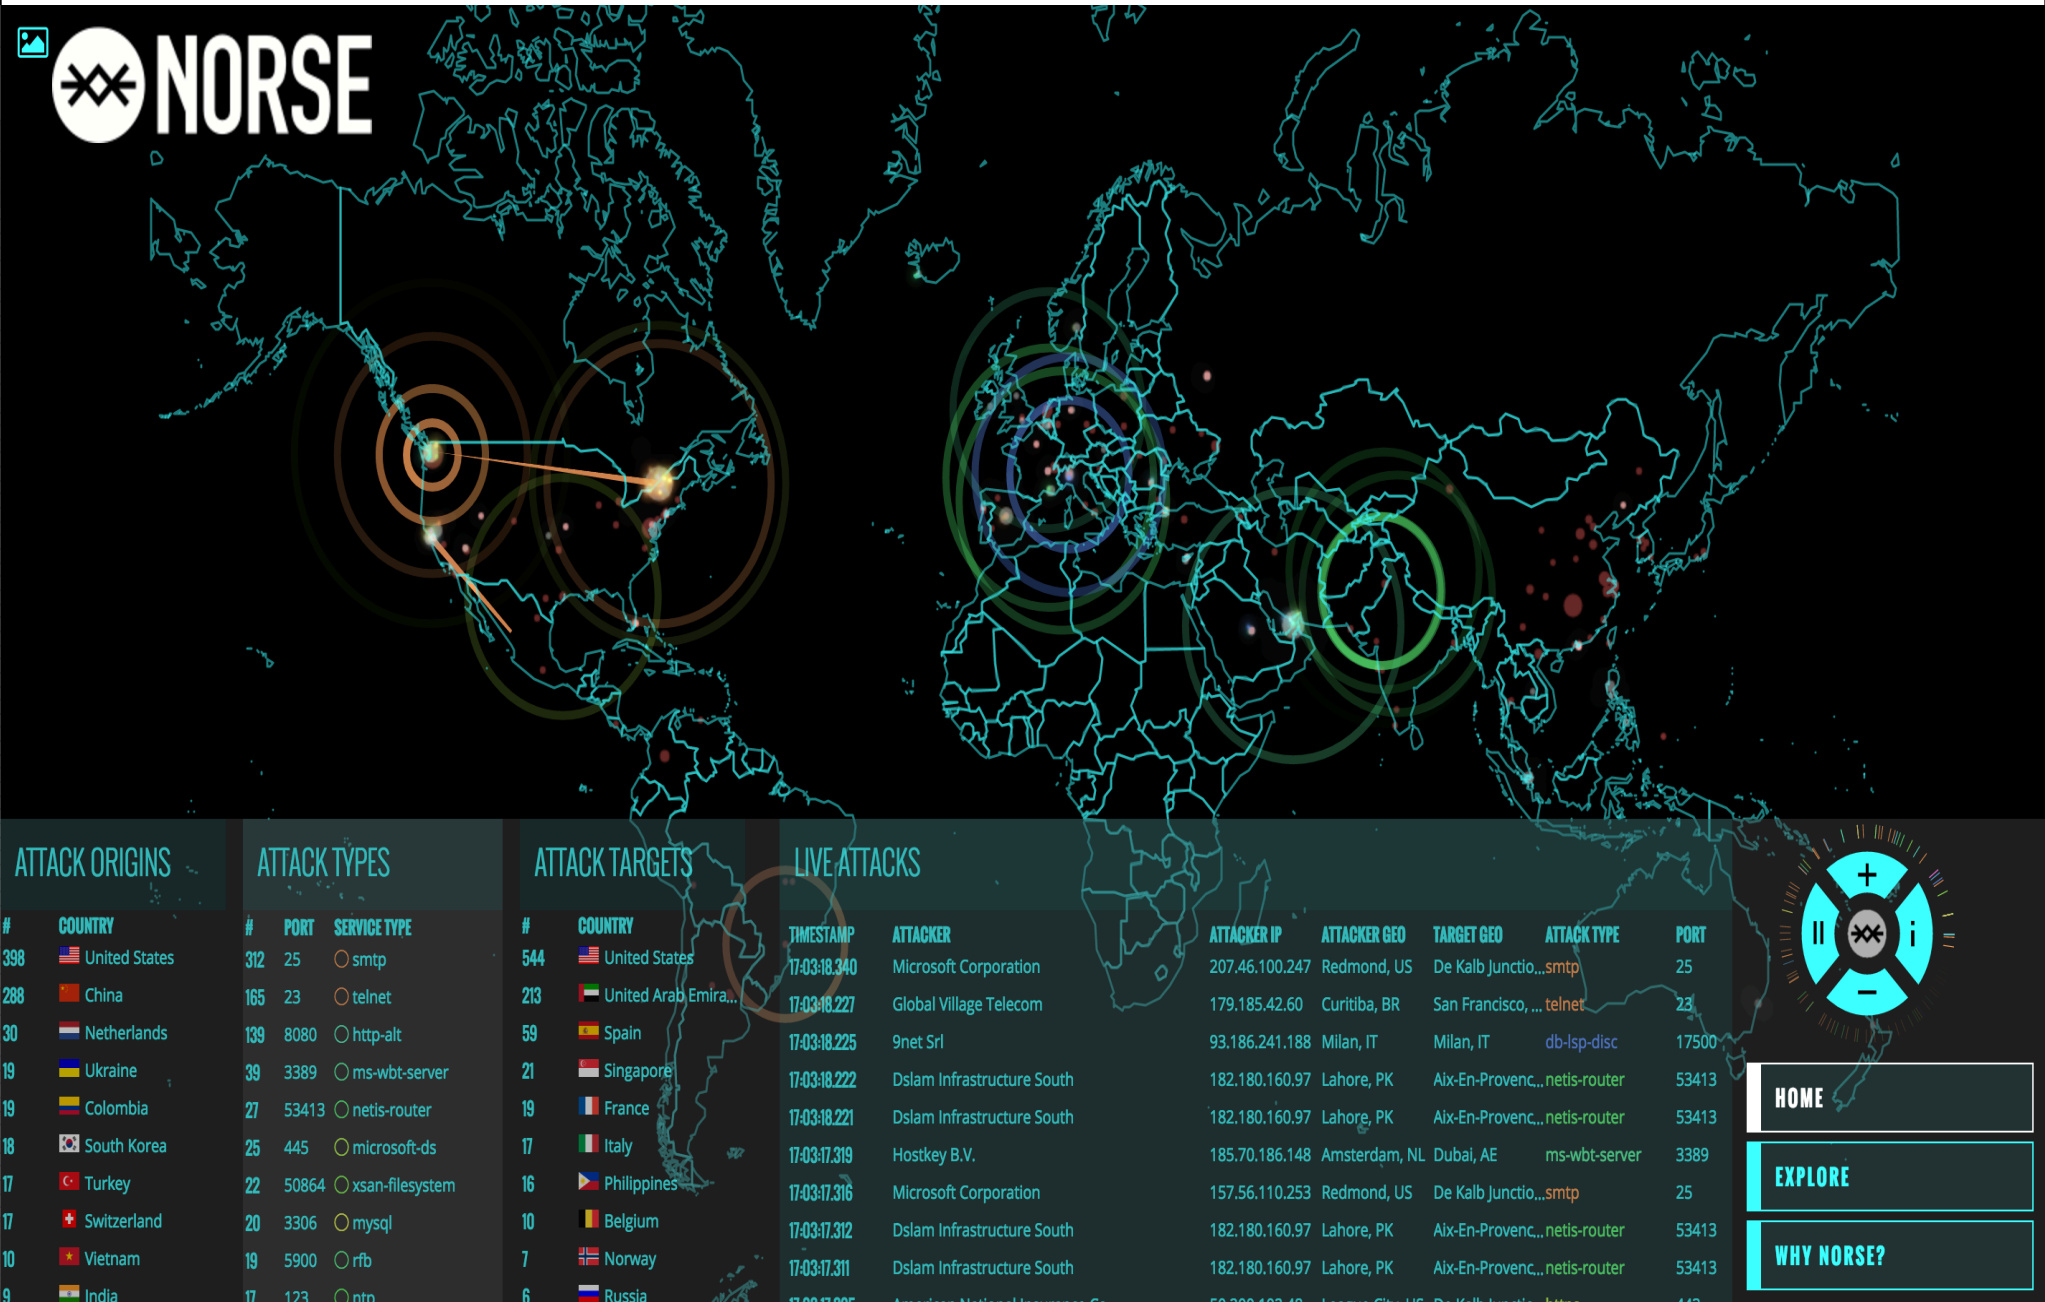 NORSE
ATTACK ORIGINS
# COUNTRY
398 United States
288 China
30 Netherlands
19 Ukraine
19 Colombia
18 South Korea
17 Turkey
17 Switzerland
10 Vietnam
9 India
ATTACK TYPES
# PORT SERVICE TYPE
312 25 smtp
165 23 telnet
139 8080 http-alt
39 3389 ms-wbt-server
27 53413 netis-router
25 445 microsoft-ds
22 50864 xsan-filesystem
20 3306 mysql
19 5900 rfb
17 123 ntp
ATTACK TARGETS
# COUNTRY
544 United States
213 United Arab Emira...
59 Spain
21 Singapore
19 France
17 Italy
16 Philippines
10 Belgium
7 Norway
6 Russia
LIVE ATTACKS
TIMESTAMP ATTACKER ATTACKER IP ATTACKER GEO TARGET GEO ATTACK TYPE PORT
17:03:18.340 Microsoft Corporation 207.46.100.247 Redmond, US De Kalb Junctio... smtp 25
17:03:18.227 Global Village Telecom 179.185.42.60 Curitiba, BR San Francisco, ... telnet 23
17:03:18.225 9net Srl 93.186.241.188 Milan, IT Milan, IT db-lsp-disc 17500
17:03:18.222 Dslam Infrastructure South 182.180.160.97 Lahore, PK Aix-En-Provenc... netis-router 53413
17:03:18.221 Dslam Infrastructure South 182.180.160.97 Lahore, PK Aix-En-Provenc... netis-router 53413
17:03:17.319 Hostkey B.V. 185.70.186.148 Amsterdam, NL Dubai, AE ms-wbt-server 3389
17:03:17.316 Microsoft Corporation 157.56.110.253 Redmond, US De Kalb Junctio... smtp 25
17:03:17.312 Dslam Infrastructure South 182.180.160.97 Lahore, PK Aix-En-Provenc... netis-router 53413
17:03:17.311 Dslam Infrastructure South 182.180.160.97 Lahore, PK Aix-En-Provenc... netis-router 53413
+
i
−
HOME
EXPLORE
WHY NORSE?